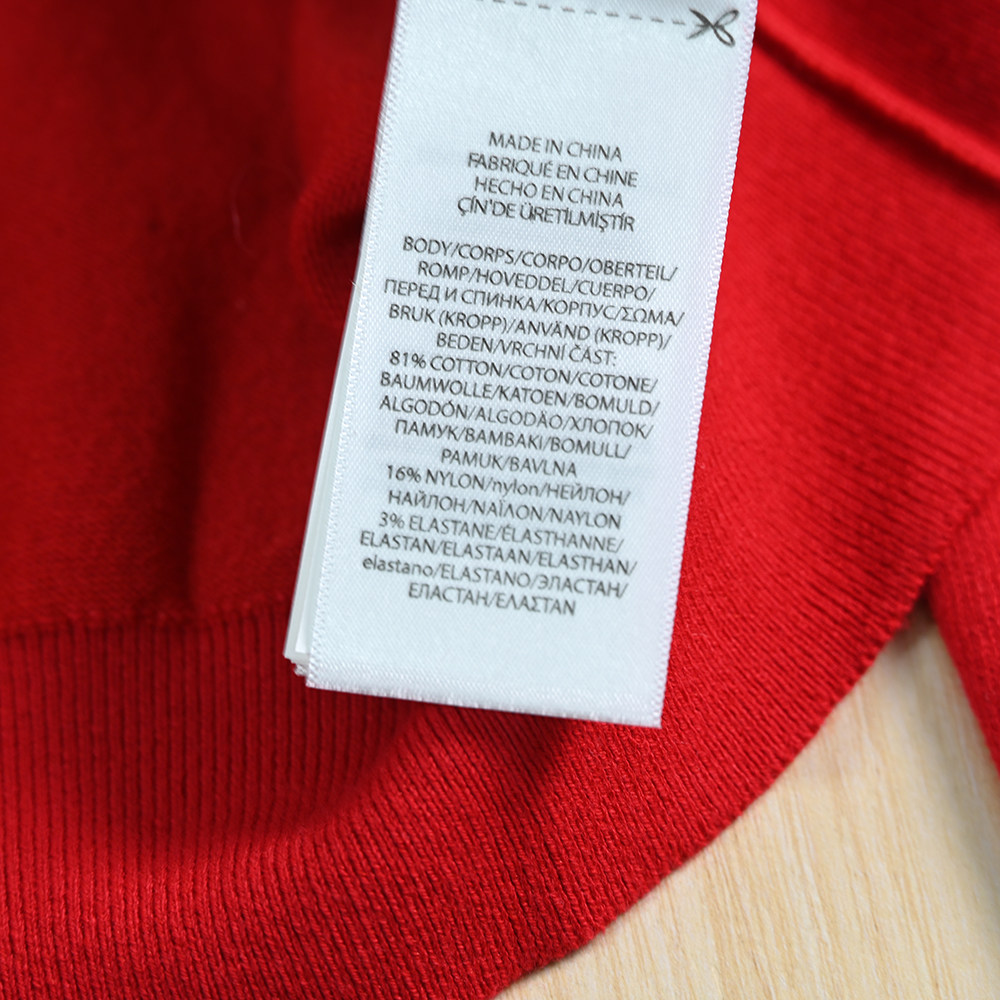 MADE IN CHINA
FABRIQUÉ EN CHINE
HECHO EN CHINA
ÇİN'DE ÜRETİLMİŞTİR
BODY/CORPS/CORPO/OBERTEIL/
ROMP/HOVEDDEL/CUERPO/
ПЕРЕД И СПИНКА/КОРПУС/ΣΩΜΑ/
BRUK (KROPP)/ANVÄND (KROPP)/
BEDEN/VRCHNÍ ČÁST:
81% COTTON/COTON/COTONE/
BAUMWOLLE/KATOEN/BOMULD/
ALGODÓN/ALGODÃO/ХЛОПОК/
ПАМУК/BAMBAKI/BOMULL/
PAMUK/BAVLNA
16% NYLON/nylon/НЕЙЛОН/
НАЙЛОН/ΝΑΪΛΟΝ/NAYLON
3% ELASTANE/ÉLASTHANNE/
ELASTAN/ELASTAAN/ELASTHAN/
elastano/ELASTANO/ЭЛАСТАН/
ЕЛАСТАН/ΕΛΑΣΤΑΝ